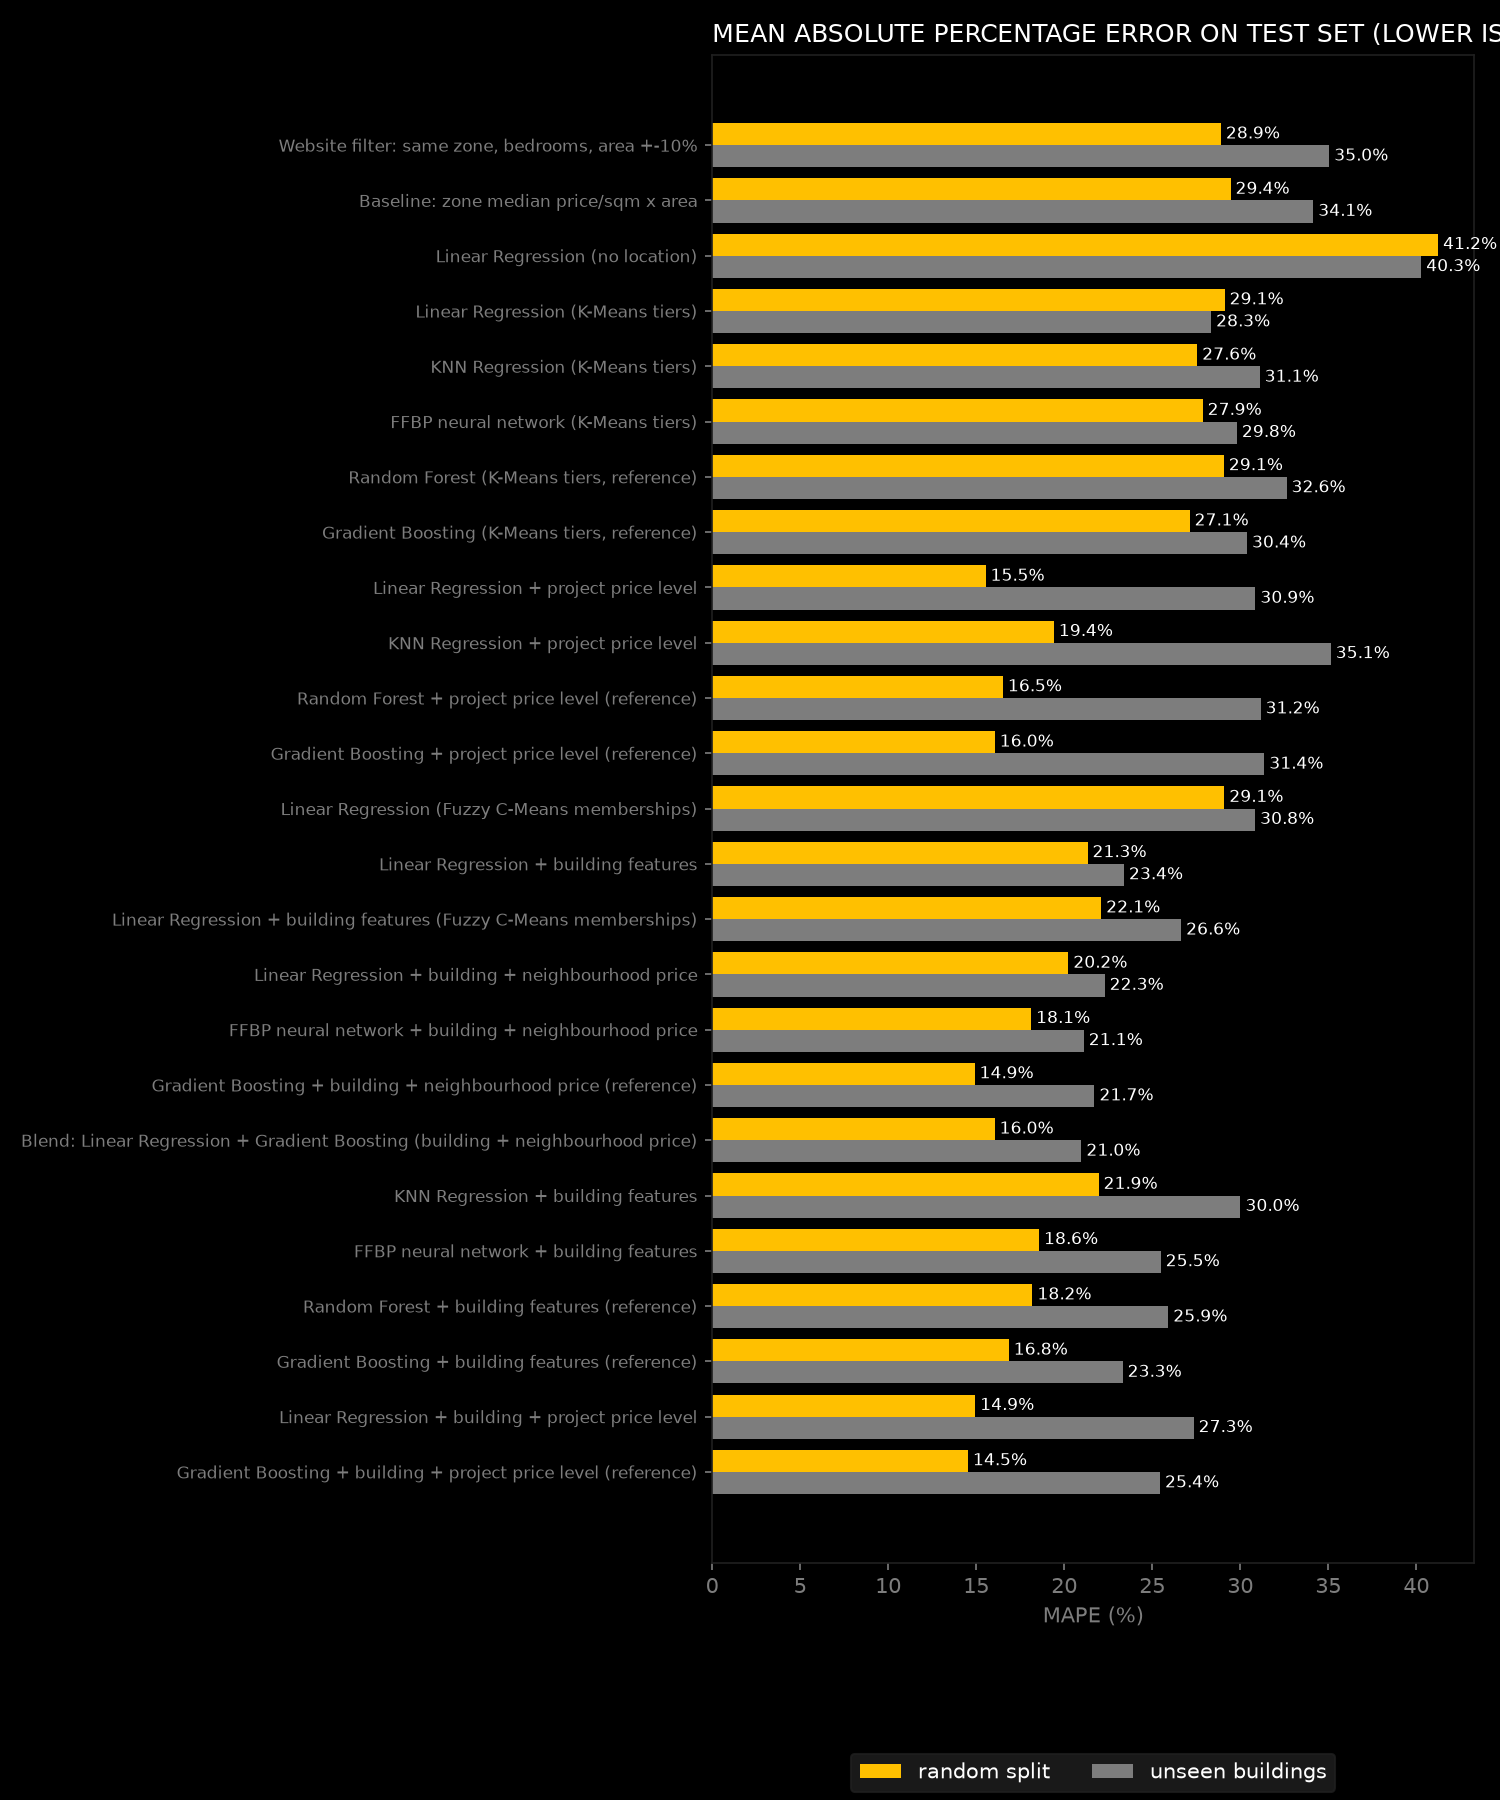 MEAN ABSOLUTE PERCENTAGE ERROR ON TEST SET (LOWER IS
Website filter: same zone, bedrooms, area +-10%
28.9%
35.0%
Baseline: zone median price/sqm x area
29.4%
34.1%
Linear Regression (no location)
41.2%
40.3%
Linear Regression (K-Means tiers)
29.1%
28.3%
KNN Regression (K-Means tiers)
27.6%
31.1%
FFBP neural network (K-Means tiers)
27.9%
29.8%
Random Forest (K-Means tiers, reference)
29.1%
32.6%
Gradient Boosting (K-Means tiers, reference)
27.1%
30.4%
Linear Regression + project price level
15.5%
30.9%
KNN Regression + project price level
19.4%
35.1%
Random Forest + project price level (reference)
16.5%
31.2%
Gradient Boosting + project price level (reference)
16.0%
31.4%
Linear Regression (Fuzzy C-Means memberships)
29.1%
30.8%
Linear Regression + building features
21.3%
23.4%
Linear Regression + building features (Fuzzy C-Means memberships)
22.1%
26.6%
Linear Regression + building + neighbourhood price
20.2%
22.3%
FFBP neural network + building + neighbourhood price
18.1%
21.1%
Gradient Boosting + building + neighbourhood price (reference)
14.9%
21.7%
Blend: Linear Regression + Gradient Boosting (building + neighbourhood price)
16.0%
21.0%
KNN Regression + building features
21.9%
30.0%
FFBP neural network + building features
18.6%
25.5%
Random Forest + building features (reference)
18.2%
25.9%
Gradient Boosting + building features (reference)
16.8%
23.3%
Linear Regression + building + project price level
14.9%
27.3%
Gradient Boosting + building + project price level (reference)
14.5%
25.4%
0 5 10 15 20 25 30 35 40
MAPE (%)
random split unseen buildings